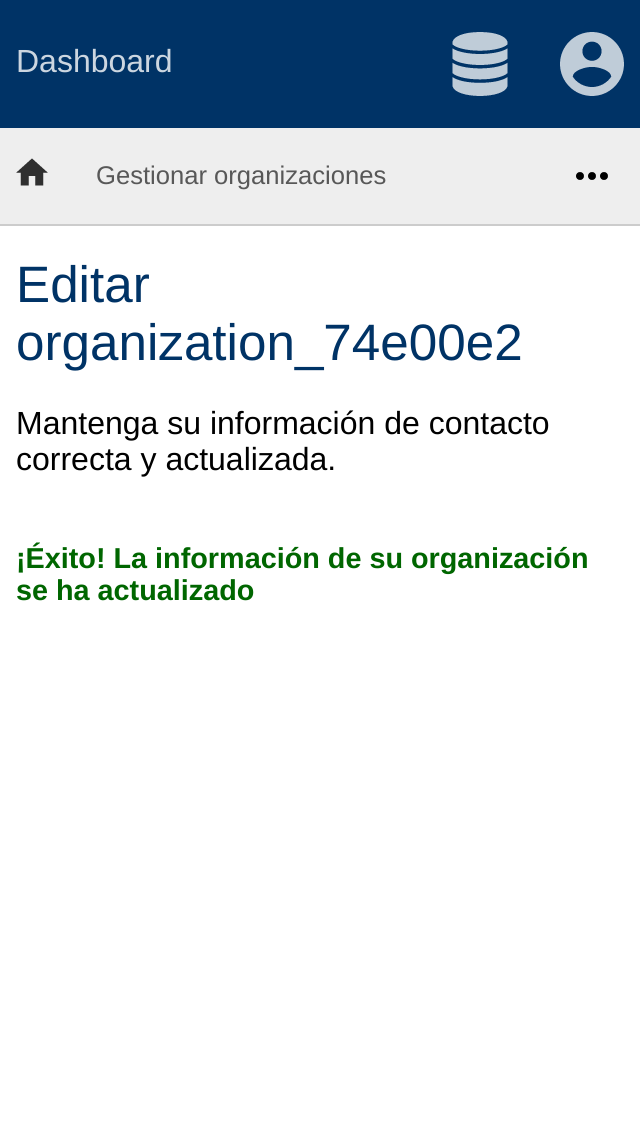 Dashboard
Gestionar organizaciones
Editar
organization_74e00e2
Mantenga su información de contacto
correcta y actualizada.
¡Éxito! La información de su organización
se ha actualizado